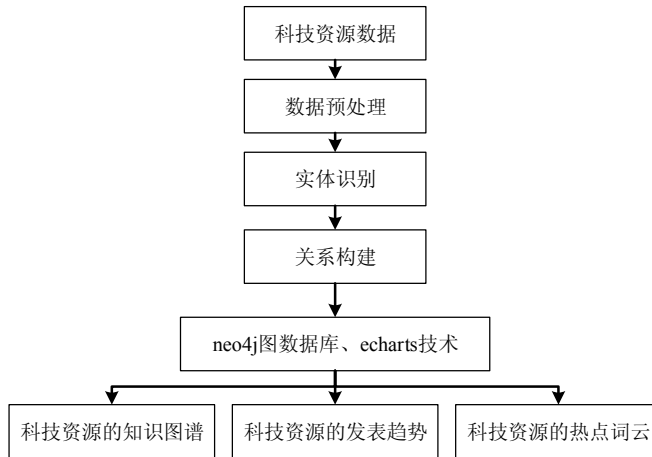 科技资源数据
数据预处理
实体识别
关系构建
neo4j图数据库、echarts技术
科技资源的知识图谱
科技资源的发表趋势
科技资源的热点词云